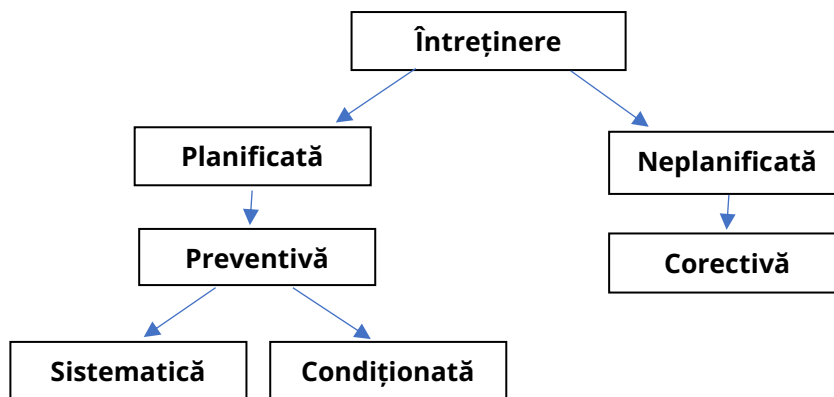 Întreținere
Planificată
Neplanificată
Preventivă
Corectivă
Sistematică
Condiționată